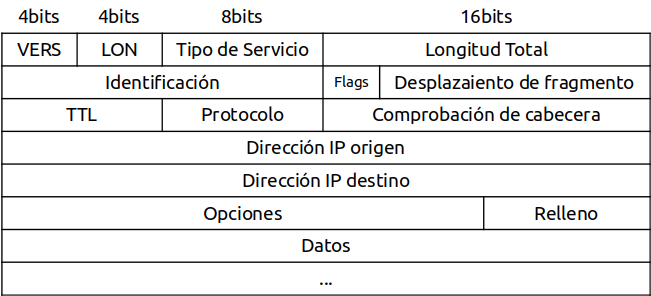 4bits 4bits 8bits 16bits
VERS LON Tipo de Servicio Longitud Total
Identificación Flags Desplazaiento de fragmento
TTL Protocolo Comprobación de cabecera
Dirección IP origen
Dirección IP destino
Opciones Relleno
Datos
...